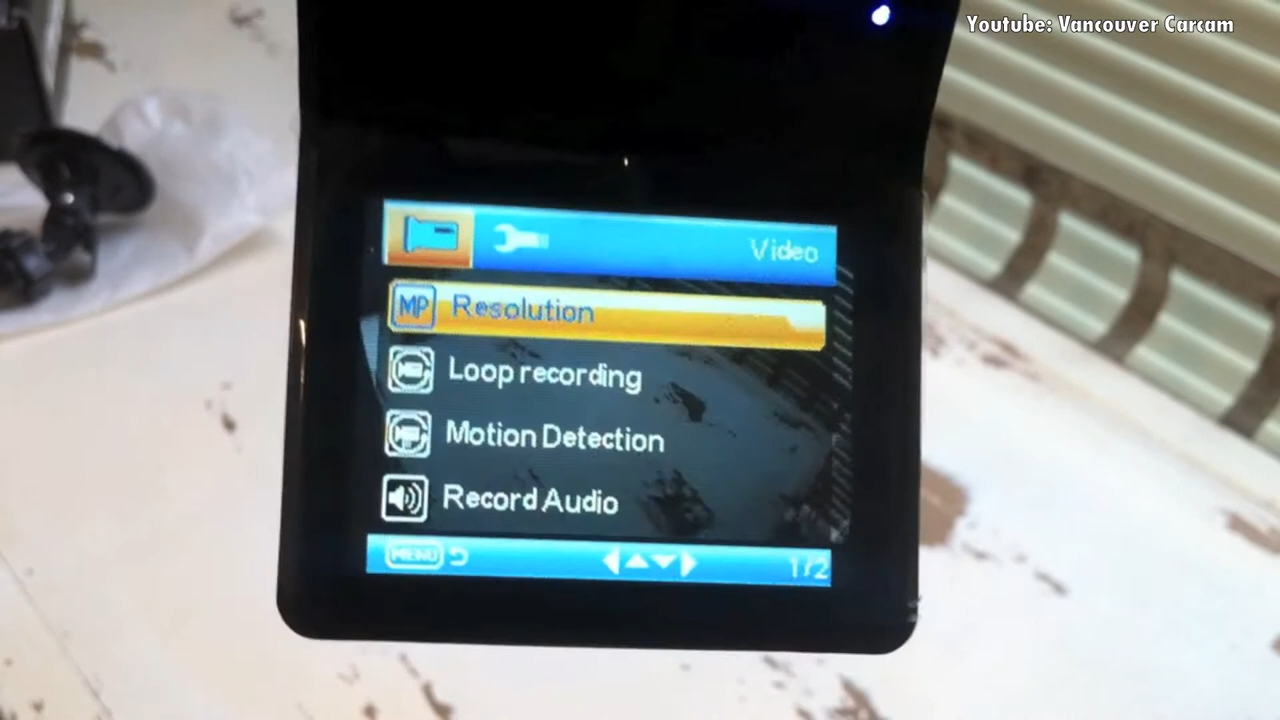 Youtube: Vancouver Carcam
Video
MP Resolution
Loop recording
Motion Detection
Record Audio
MENU 1/2